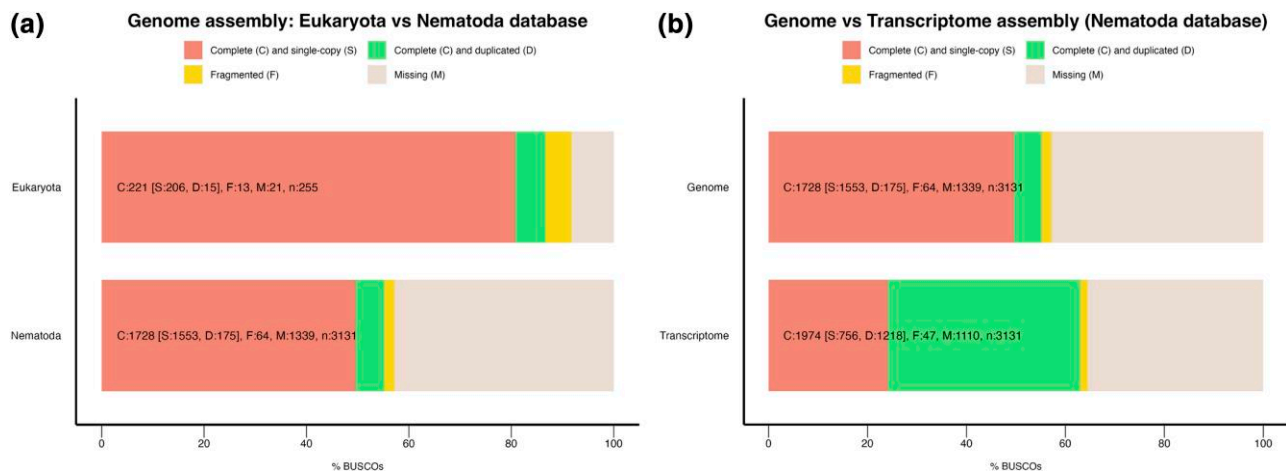 (a)
Genome assembly: Eukaryota vs Nematoda database
Complete (C) and single-copy (S)
Complete (C) and duplicated (D)
Fragmented (F)
Missing (M)
Eukaryota
C:221 [S:206, D:15], F:13, M:21, n:255
Nematoda
C:1728 [S:1553, D:175], F:64, M:1339, n:3131
0
20
40
60
80
100
% BUSCOs
(b)
Genome vs Transcriptome assembly (Nematoda database)
Complete (C) and single-copy (S)
Complete (C) and duplicated (D)
Fragmented (F)
Missing (M)
Genome
C:1728 [S:1553, D:175], F:64, M:1339, n:3131
Transcriptome
C:1974 [S:756, D:1218], F:47, M:1110, n:3131
0
20
40
60
80
100
% BUSCOs